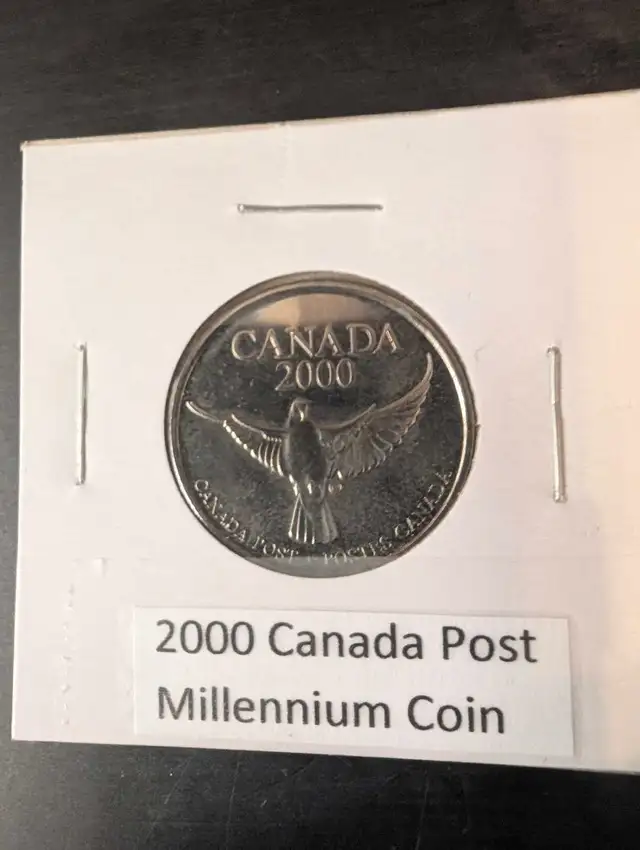 CANADA
2000
CANADA POST | POSTES CANADA
2000 Canada Post
Millennium Coin